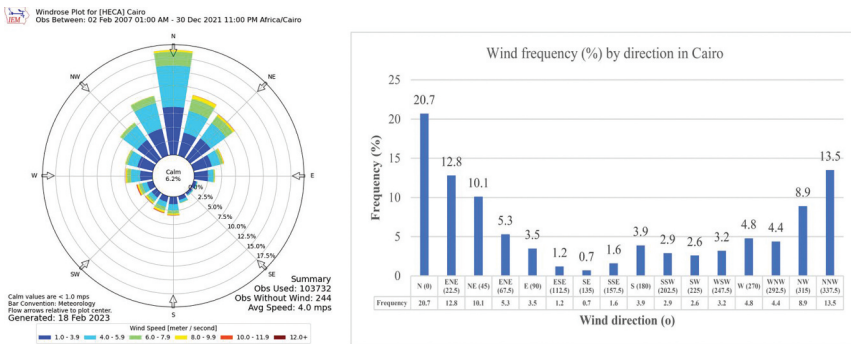 IEM
Windrose Plot for [HECA] Cairo
Obs Between: 02 Feb 2007 01:00 AM - 30 Dec 2021 11:00 PM Africa/Cairo
N
NW
NE
W
Calm
6.2%
E
0.0%
2.5%
5.0%
7.5%
10.0%
12.5%
15.0%
17.5%
SW
SE
S
Calm values are < 1.0 mps
Bar Convention: Meteorology
Flow arrows relative to plot center.
Generated: 18 Feb 2023
Summary
Obs Used: 103732
Obs Without Wind: 244
Avg Speed: 4.0 mps
Wind Speed [meter / second]
1.0 - 3.9 4.0 - 5.9 6.0 - 7.9 8.0 - 9.9 10.0 - 11.9 12.0+
Wind frequency (%) by direction in Cairo
Frequency (%)
25
20
15
10
5
0
20.7 12.8 10.1 5.3 3.5 1.2 0.7 1.6 3.9 2.9 2.6 3.2 4.8 4.4 8.9 13.5
N (0) ENE (22.5) NE (45) ENE (67.5) E (90) ESE (112.5) SE (135) SSE (157.5) S (180) SSW (202.5) SW (225) WSW (247.5) W (270) WNW (292.5) NW (315) NNW (337.5)
Frequency 20.7 12.8 10.1 5.3 3.5 1.2 0.7 1.6 3.9 2.9 2.6 3.2 4.8 4.4 8.9 13.5
Wind direction (o)